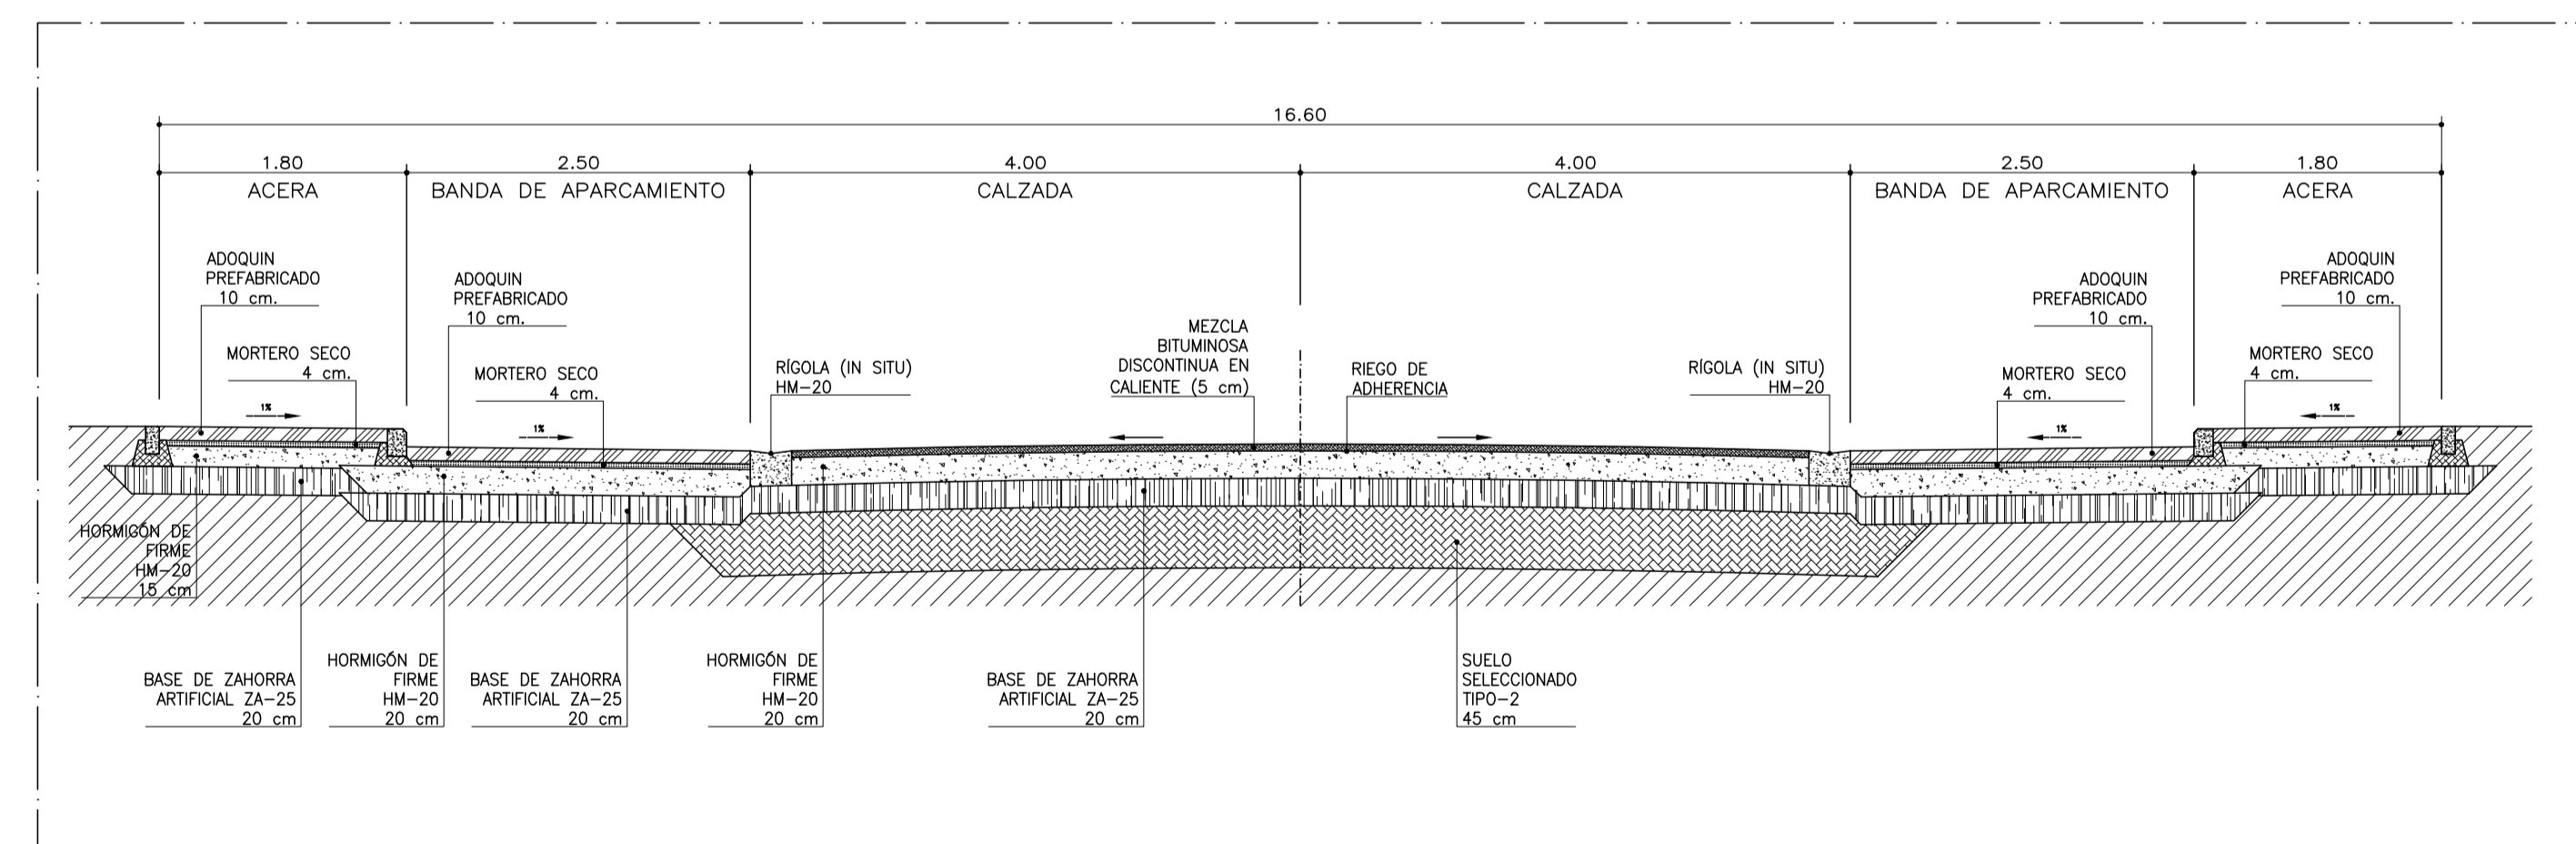 16.60
1.80 2.50 4.00 4.00 2.50 1.80
ACERA BANDA DE APARCAMIENTO CALZADA CALZADA BANDA DE APARCAMIENTO ACERA
ADOQUIN
PREFABRICADO
10 cm.
MORTERO SECO
4 cm.
1%
ADOQUIN
PREFABRICADO
10 cm.
MORTERO SECO
4 cm.
1%
RÍGOLA (IN SITU)
HM-20
MEZCLA
BITUMINOSA
DISCONTINUA EN
CALIENTE (5 cm)
RIEGO DE
ADHERENCIA
RÍGOLA (IN SITU)
HM-20
ADOQUIN
PREFABRICADO
10 cm.
MORTERO SECO
4 cm.
1%
ADOQUIN
PREFABRICADO
10 cm.
MORTERO SECO
4 cm.
1%
HORMIGÓN DE
FIRME
HM-20
15 cm
BASE DE ZAHORRA
ARTIFICIAL ZA-25
20 cm
HORMIGÓN DE
FIRME
HM-20
20 cm
BASE DE ZAHORRA
ARTIFICIAL ZA-25
20 cm
HORMIGÓN DE
FIRME
HM-20
20 cm
BASE DE ZAHORRA
ARTIFICIAL ZA-25
20 cm
SUELO
SELECCIONADO
TIPO-2
45 cm